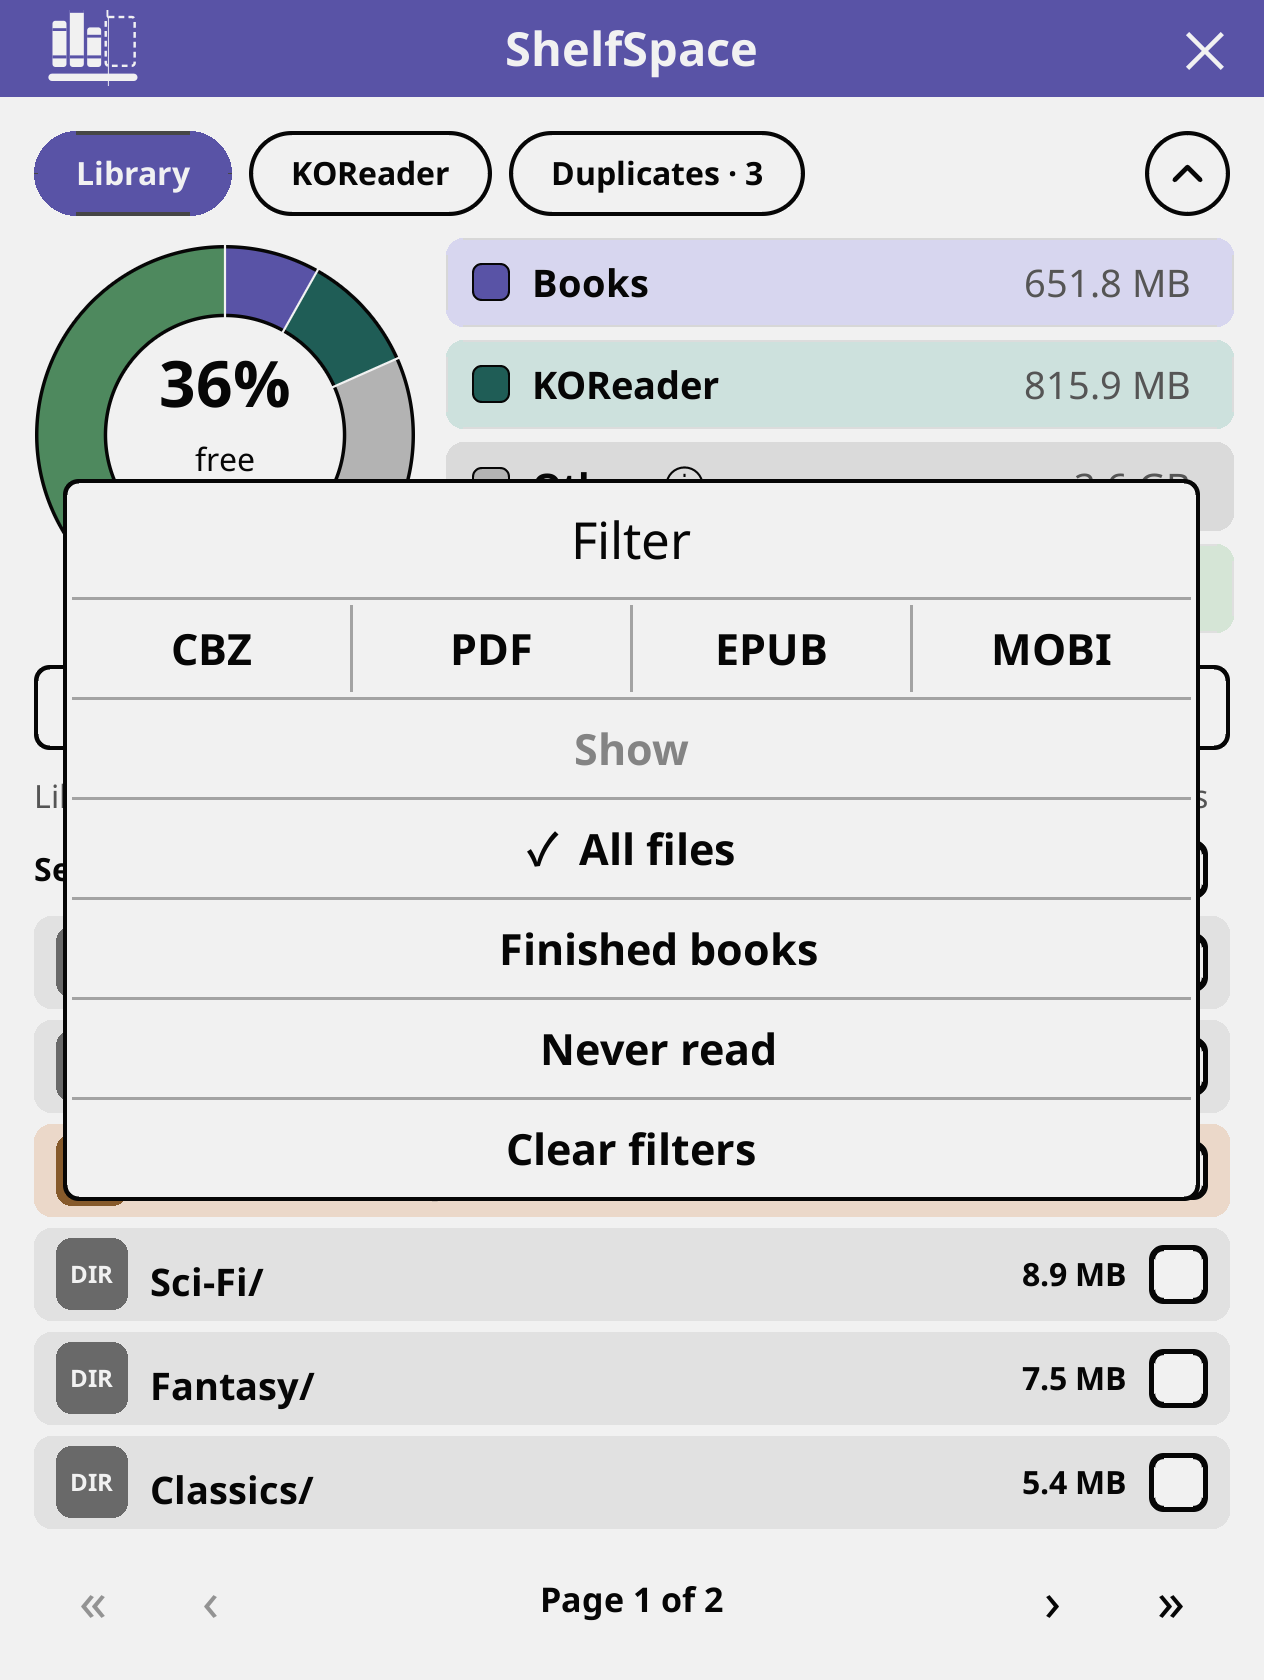 ShelfSpace
Library
KOReader
Duplicates · 3
36%
free
Books 651.8 MB
KOReader 815.9 MB
Filter
CBZ PDF EPUB MOBI
Show
✓ All files
Finished books
Never read
Clear filters
DIR Sci-Fi/ 8.9 MB
DIR Fantasy/ 7.5 MB
DIR Classics/ 5.4 MB
« ‹ Page 1 of 2 › »